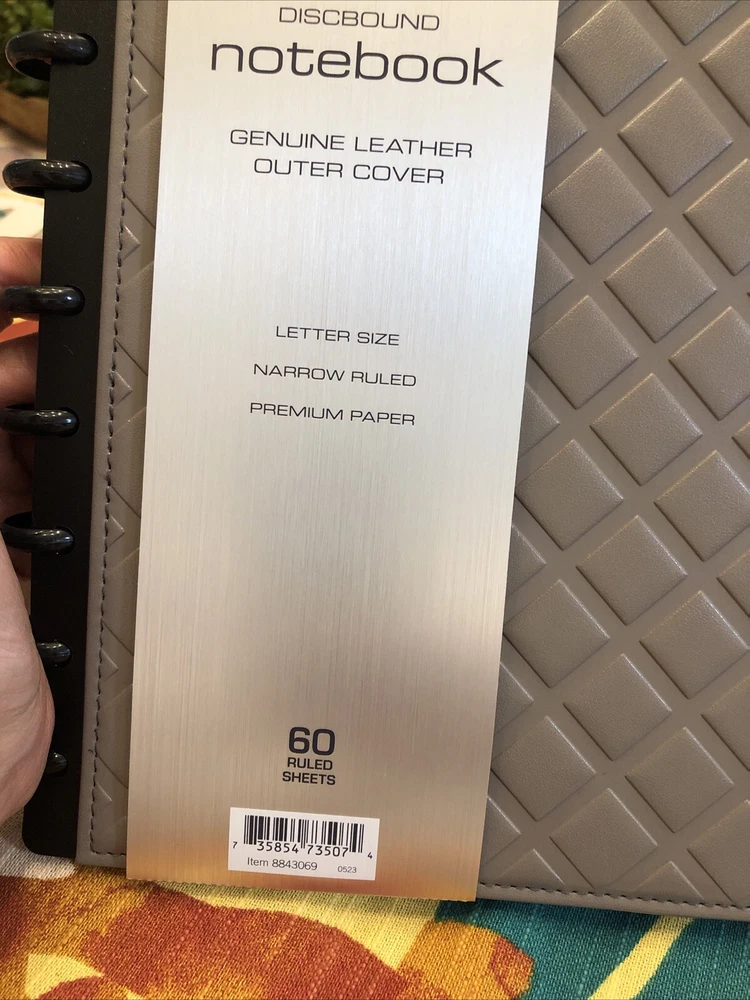 DISCBOUND
notebook
GENUINE LEATHER
OUTER COVER
LETTER SIZE
NARROW RULED
PREMIUM PAPER
60
RULED
SHEETS
7 35854 73507 4
Item 8843069 0523